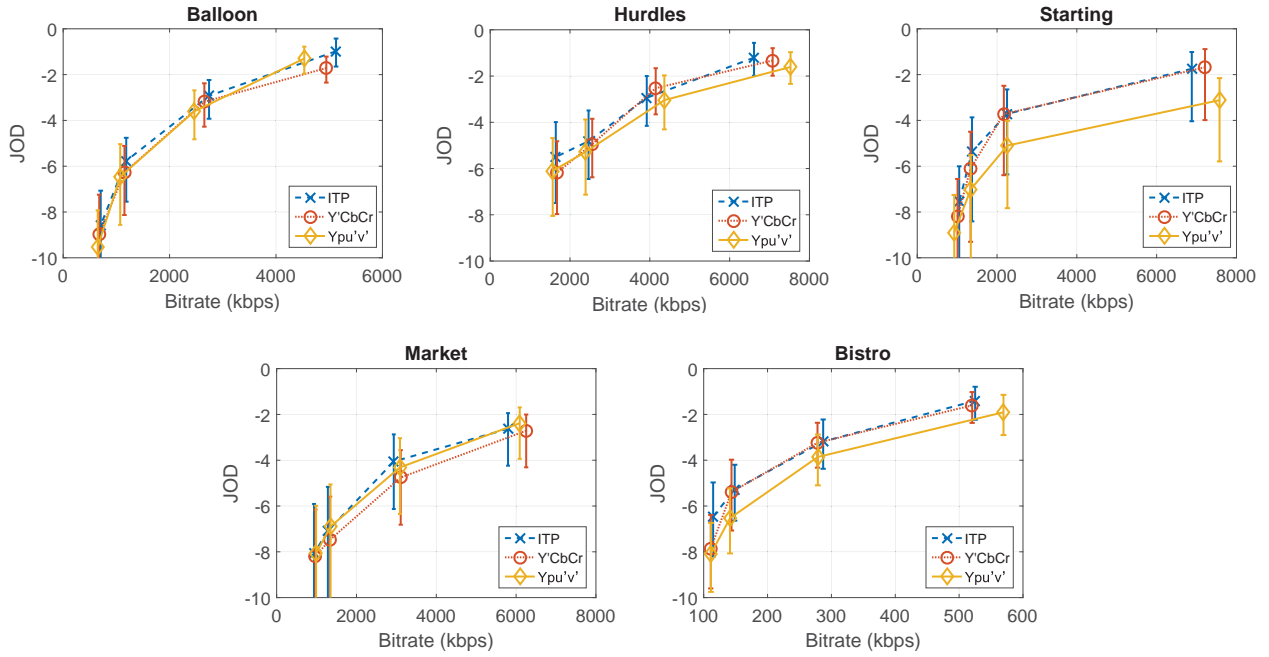 Balloon
0
-2
-4
-6
-8
-10
JOD
0 2000 4000 6000
Bitrate (kbps)
ITP
Y'CbCr
Ypu'v'
Hurdles
0
-2
-4
-6
-8
-10
JOD
0 2000 4000 6000 8000
Bitrate (kbps)
ITP
Y'CbCr
Ypu'v'
Starting
0
-2
-4
-6
-8
-10
JOD
0 2000 4000 6000 8000
Bitrate (kbps)
ITP
Y'CbCr
Ypu'v'
Market
0
-2
-4
-6
-8
-10
JOD
0 2000 4000 6000 8000
Bitrate (kbps)
ITP
Y'CbCr
Ypu'v'
Bistro
0
-2
-4
-6
-8
-10
JOD
100 200 300 400 500 600
Bitrate (kbps)
ITP
Y'CbCr
Ypu'v'